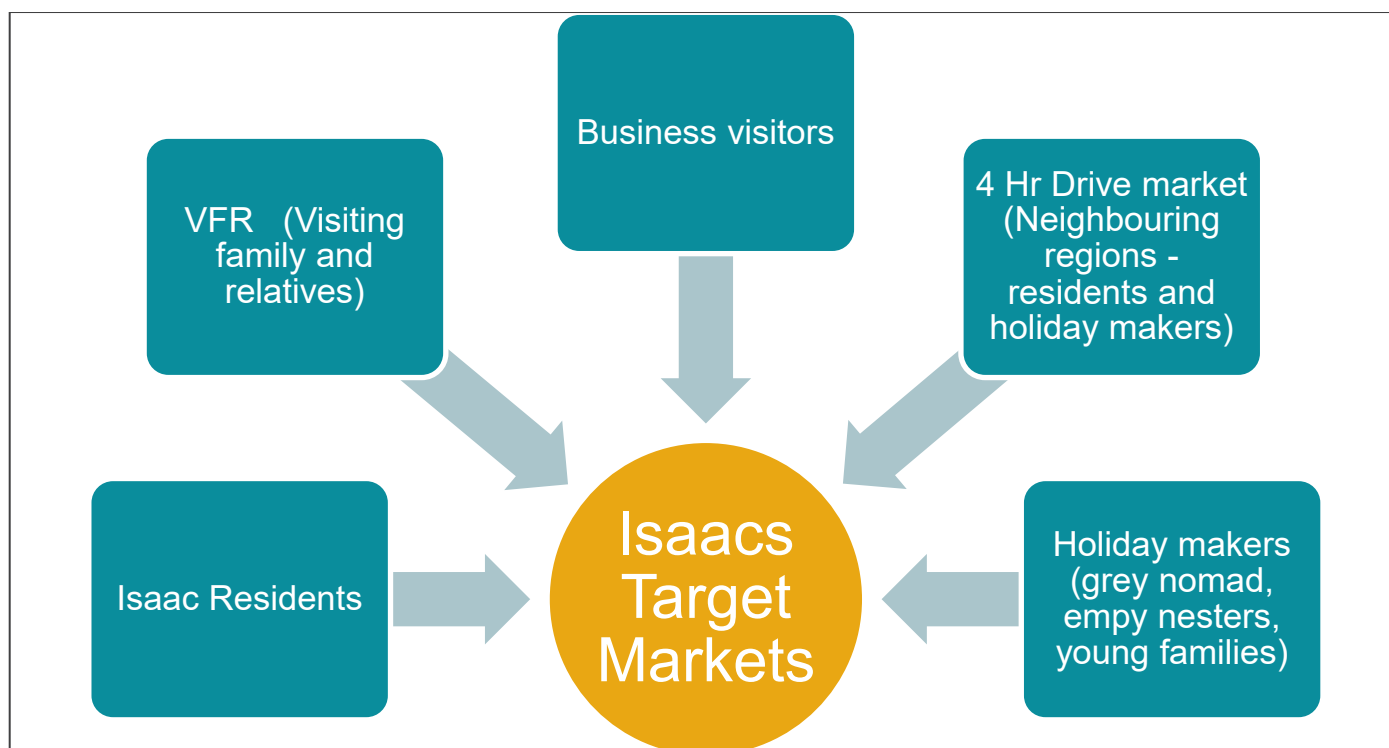 Business visitors
VFR (Visiting
family and
relatives)
4 Hr Drive market
(Neighbouring
regions -
residents and
holiday makers)
Isaac Residents
Isaacs
Target
Markets
Holiday makers
(grey nomad,
empy nesters,
young families)